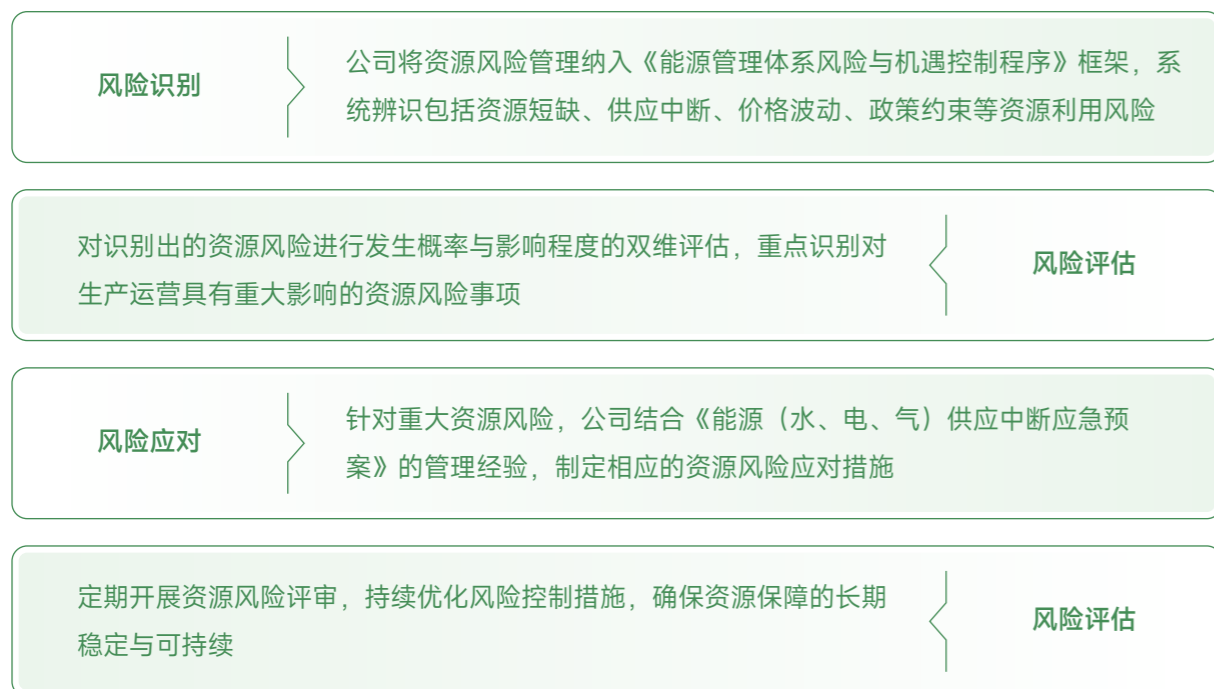 风险识别
公司将资源风险管理纳入《能源管理体系风险与机遇控制程序》框架，系
统辨识包括资源短缺、供应中断、价格波动、政策约束等资源利用风险
对识别出的资源风险进行发生概率与影响程度的双维评估，重点识别对
生产运营具有重大影响的资源风险事项
风险评估
风险应对
针对重大资源风险，公司结合《能源（水、电、气）供应中断应急预
案》的管理经验，制定相应的资源风险应对措施
定期开展资源风险评审，持续优化风险控制措施，确保资源保障的长期
稳定与可持续
风险评估